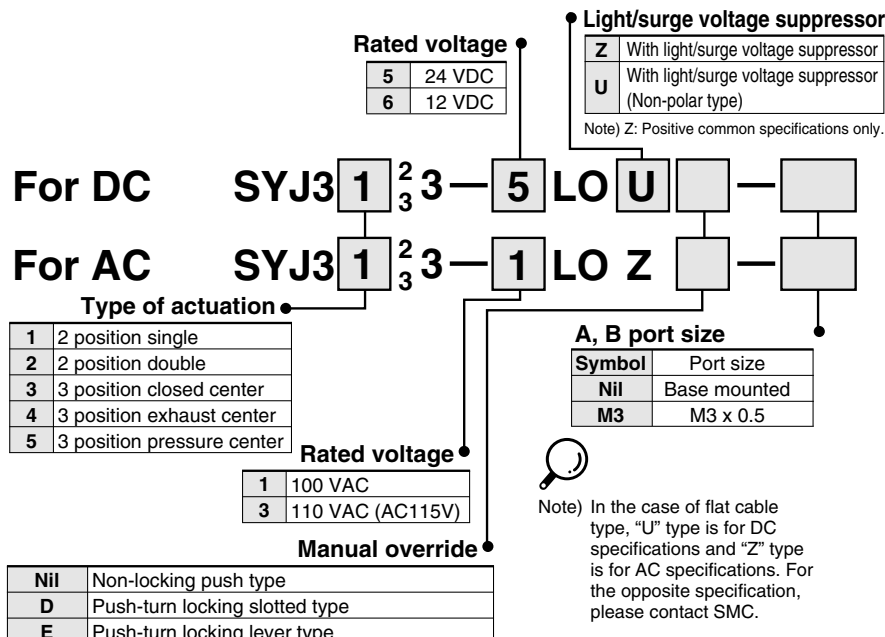 Light/surge voltage suppressor
Z With light/surge voltage suppressor
U With light/surge voltage suppressor
(Non-polar type)
Note) Z: Positive common specifications only.
Rated voltage
5 24 VDC
6 12 VDC
For DC SYJ3 1 2 3 3 — 5 LO U —
For AC SYJ3 1 2 3 3 — 1 LO Z —
Type of actuation
1 2 position single
2 2 position double
3 3 position closed center
4 3 position exhaust center
5 3 position pressure center
A, B port size
Symbol Port size
Nil Base mounted
M3 M3 x 0.5
Rated voltage
1 100 VAC
3 110 VAC (AC115V)
Note) In the case of flat cable
type, “U” type is for DC
specifications and “Z” type
is for AC specifications. For
the opposite specification,
please contact SMC.
Manual override
Nil Non-locking push type
D Push-turn locking slotted type
E Push-turn locking lever type